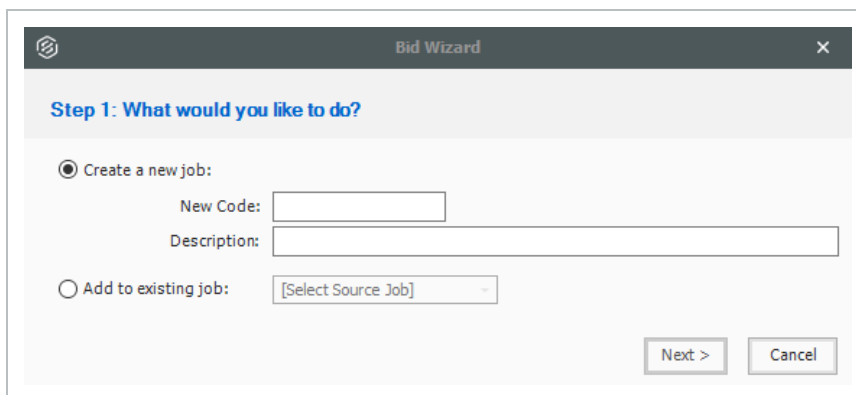 Bid Wizard
Step 1: What would you like to do?
Create a new job:
New Code:
Description:
Add to existing job: [Select Source Job]
Next > Cancel